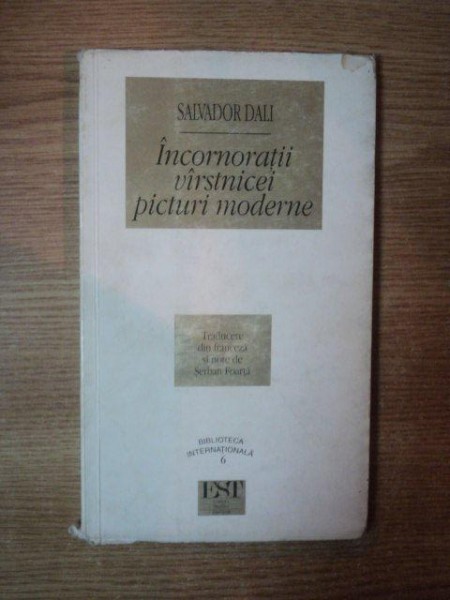 SALVADOR DALI
Încornorații
vîrstnicei
picturi moderne
Traducere
din franceză
și note de
Șerban Foarță
BIBLIOTECA
INTERNAȚIONALĂ
6
EST